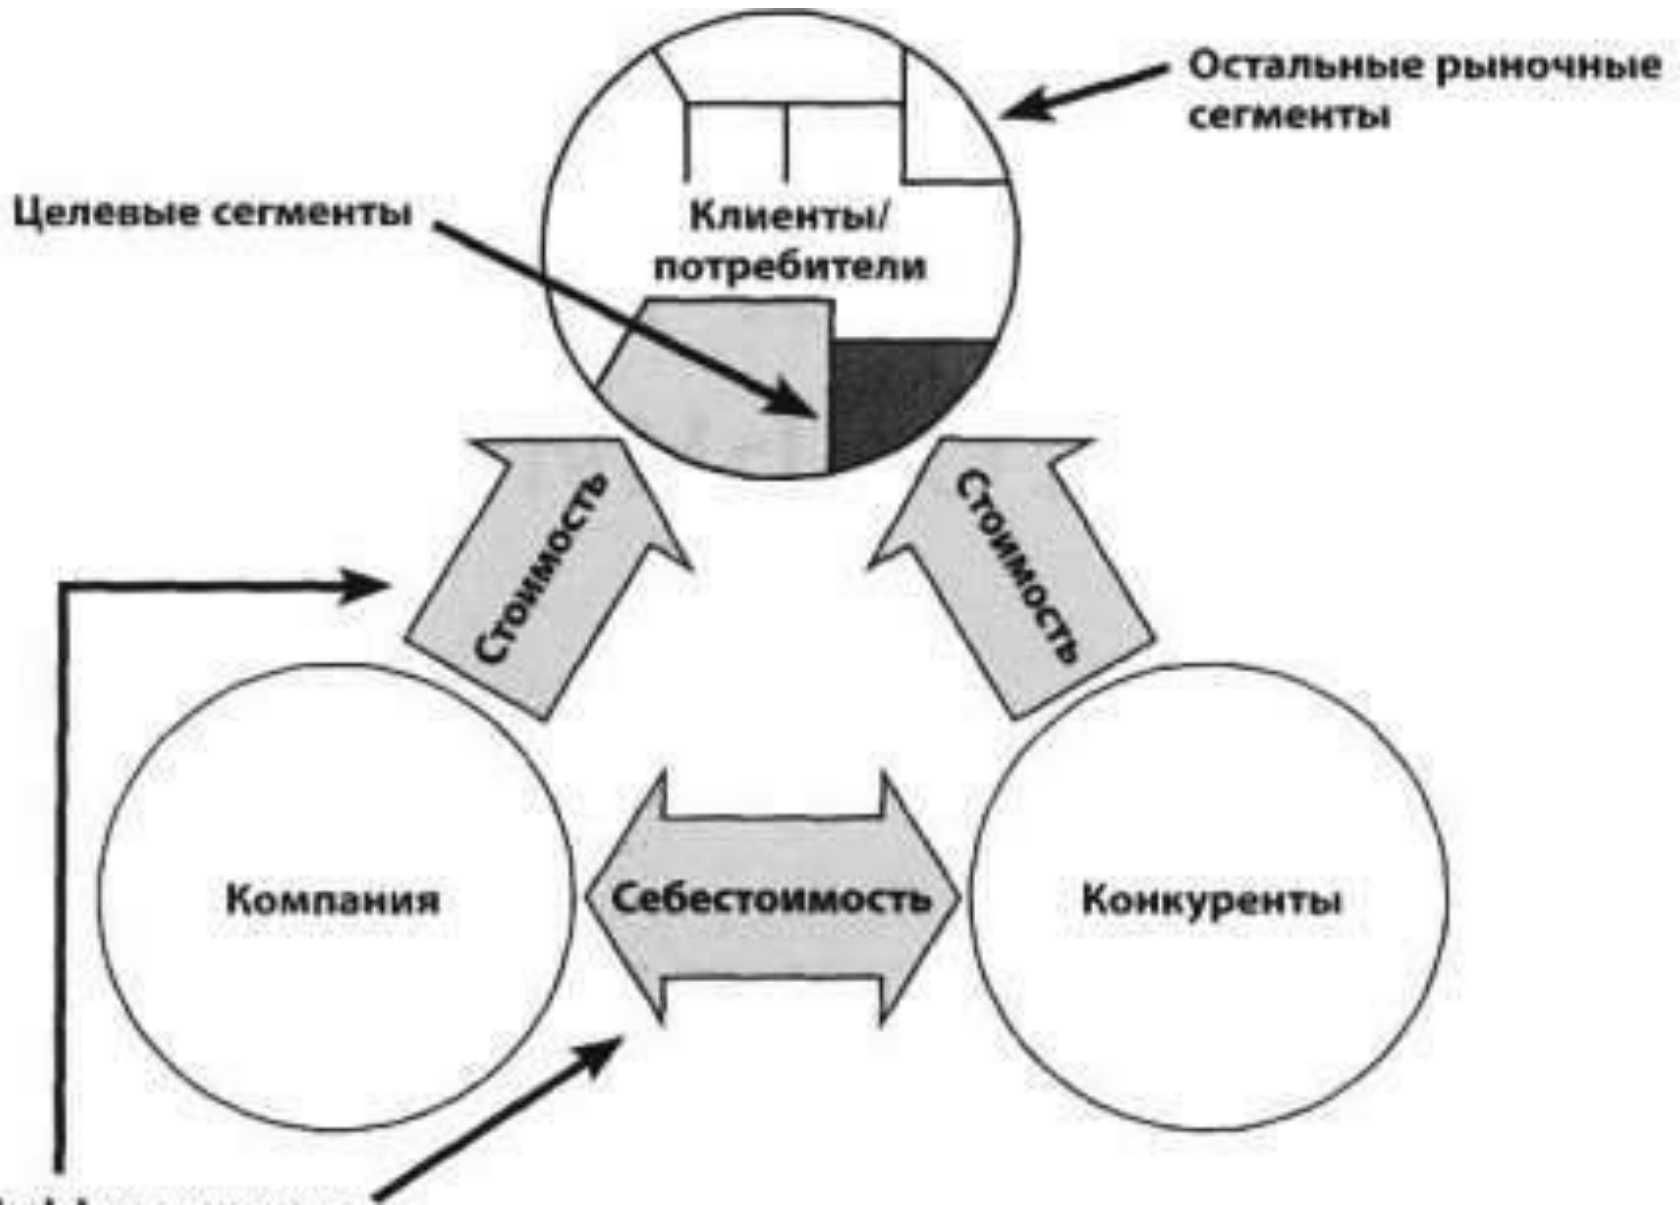 Остальные рыночные
сегменты
Целевые сегменты
Клиенты/
потребители
Стоимость
Стоимость
Компания
Себестоимость
Конкуренты